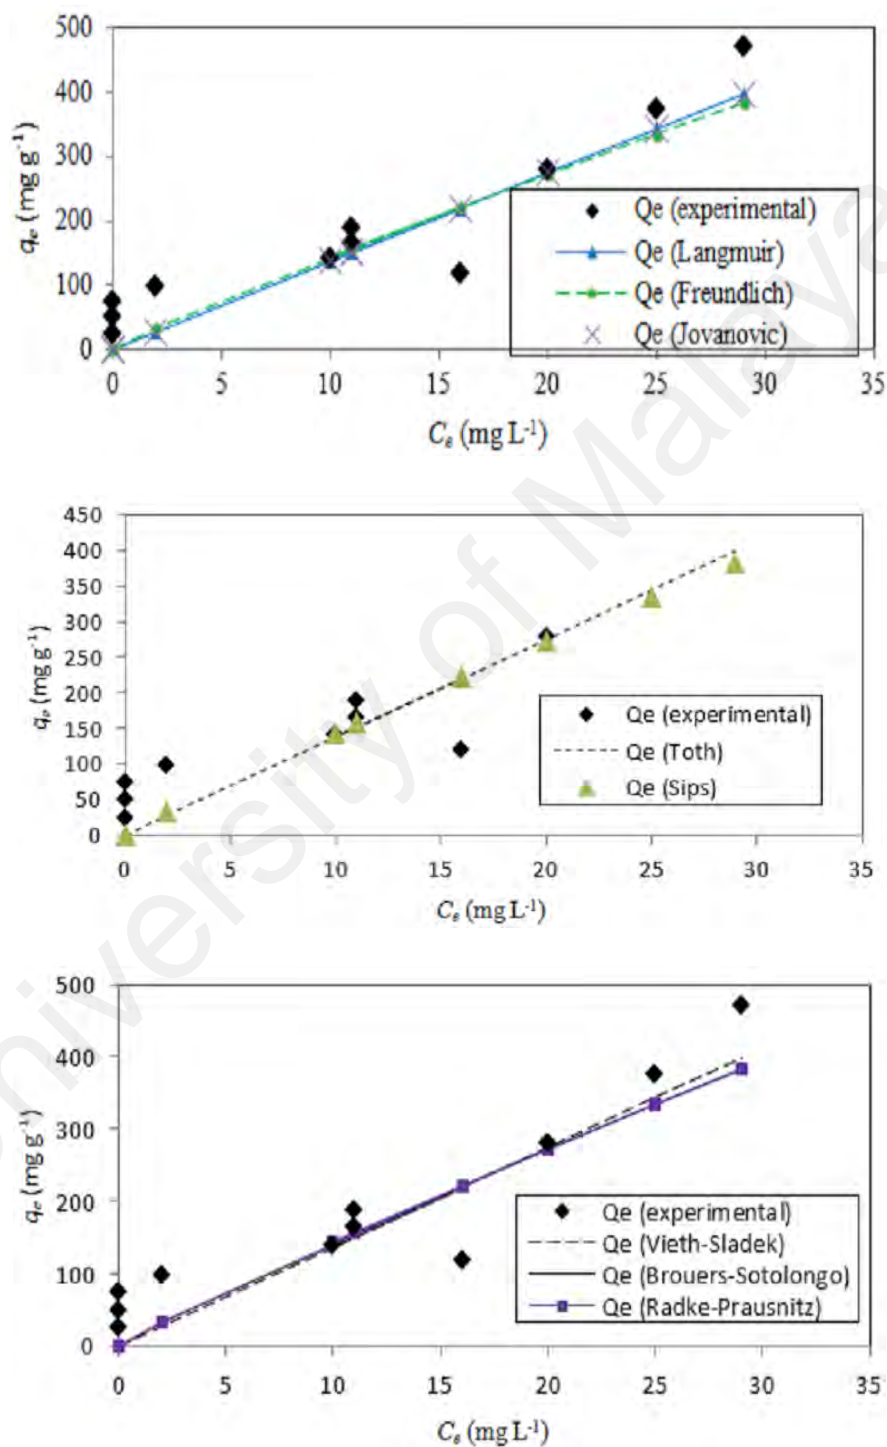 500
400
300
200
100
0
qe (mg g-1)
Qe (experimental)
Qe (Langmuir)
Qe (Freundlich)
Qe (Jovanovic)
0 5 10 15 20 25 30 35
Ce (mg L-1)
450
400
350
300
250
200
150
100
50
0
qe (mg g-1)
Qe (experimental)
Qe (Toth)
Qe (Sips)
0 5 10 15 20 25 30 35
Ce (mg L-1)
500
400
300
200
100
0
qe (mg g-1)
Qe (experimental)
Qe (Vieth-Sladek)
Qe (Brouers-Sotolongo)
Qe (Radke-Prausnitz)
0 5 10 15 20 25 30 35
Ce (mg L-1)
University of Malaya